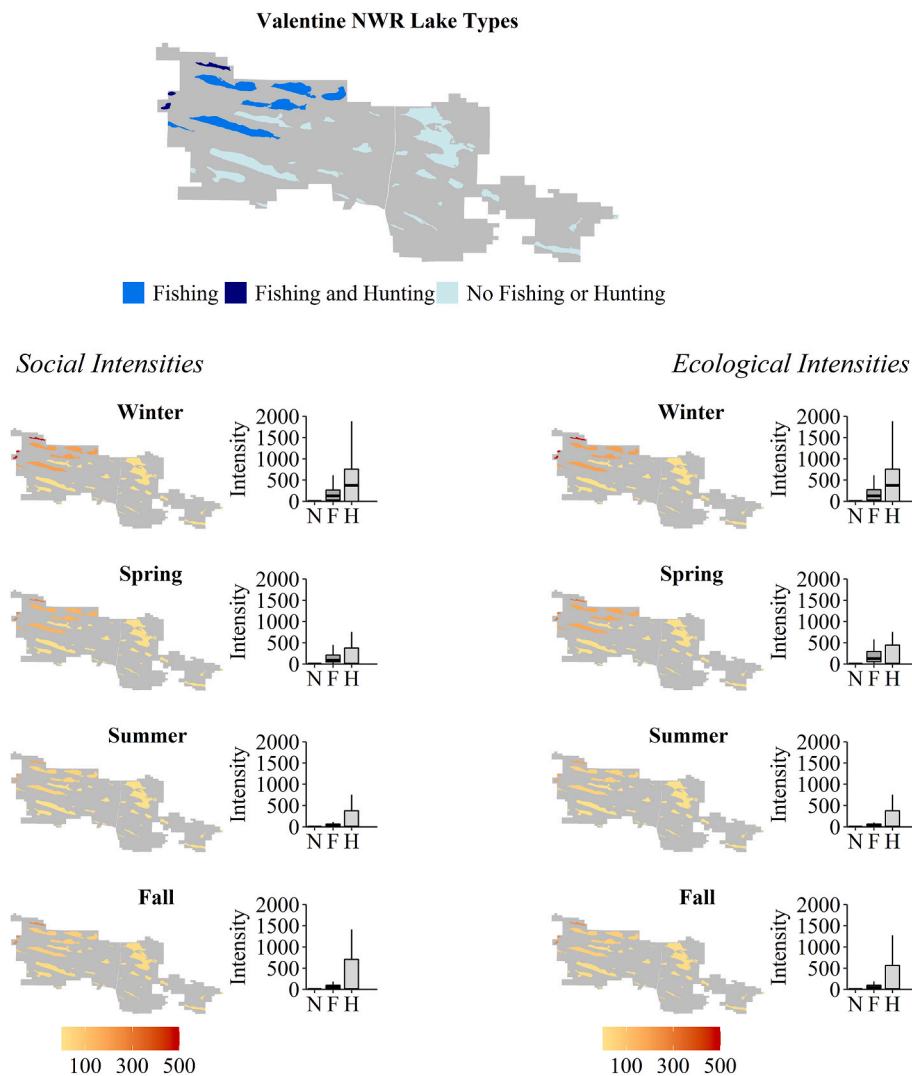 Valentine NWR Lake Types
Fishing Fishing and Hunting No Fishing or Hunting
Social Intensities
Ecological Intensities
Winter
Intensity
2000
1500
1000
500
0
N F H
Winter
Intensity
2000
1500
1000
500
0
N F H
Spring
Intensity
2000
1500
1000
500
0
N F H
Spring
Intensity
2000
1500
1000
500
0
N F H
Summer
Intensity
2000
1500
1000
500
0
N F H
Summer
Intensity
2000
1500
1000
500
0
N F H
Fall
Intensity
2000
1500
1000
500
0
N F H
Fall
Intensity
2000
1500
1000
500
0
N F H
100 300 500
100 300 500